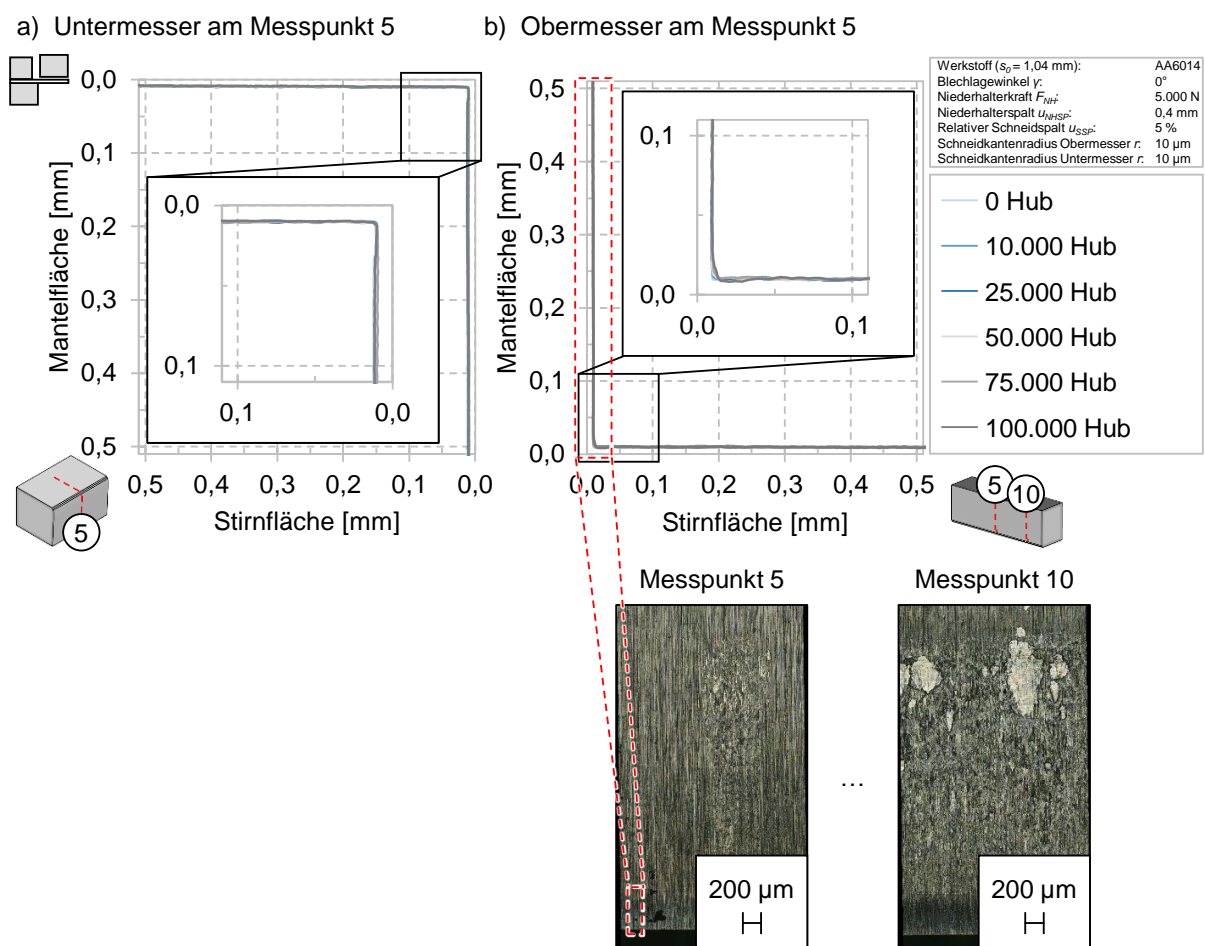 a) Untermesser am Messpunkt 5
b) Obermesser am Messpunkt 5
Werkstoff (s0 = 1,04 mm): AA6014
Blechlagewinkel γ: 0°
Niederhalterkraft FNH: 5.000 N
Niederhalterspalt uNHSP: 0,4 mm
Relativer Schneidspalt uSSP: 5 %
Schneidkantenradius Obermesser r: 10 µm
Schneidkantenradius Untermesser r: 10 µm
Mantelfläche [mm]
0,0
0,1
0,2
0,3
0,4
0,5
0,5 0,4 0,3 0,2 0,1 0,0
Stirnfläche [mm]
0,0
0,1
0,1 0,0
5
Mantelfläche [mm]
0,5
0,4
0,3
0,2
0,1
0,0
0,0 0,1 0,2 0,3 0,4 0,5
Stirnfläche [mm]
0,1
0,0
0,0 0,1
0 Hub
10.000 Hub
25.000 Hub
50.000 Hub
75.000 Hub
100.000 Hub
5 10
Messpunkt 5
Messpunkt 10
...
200 µm
200 µm